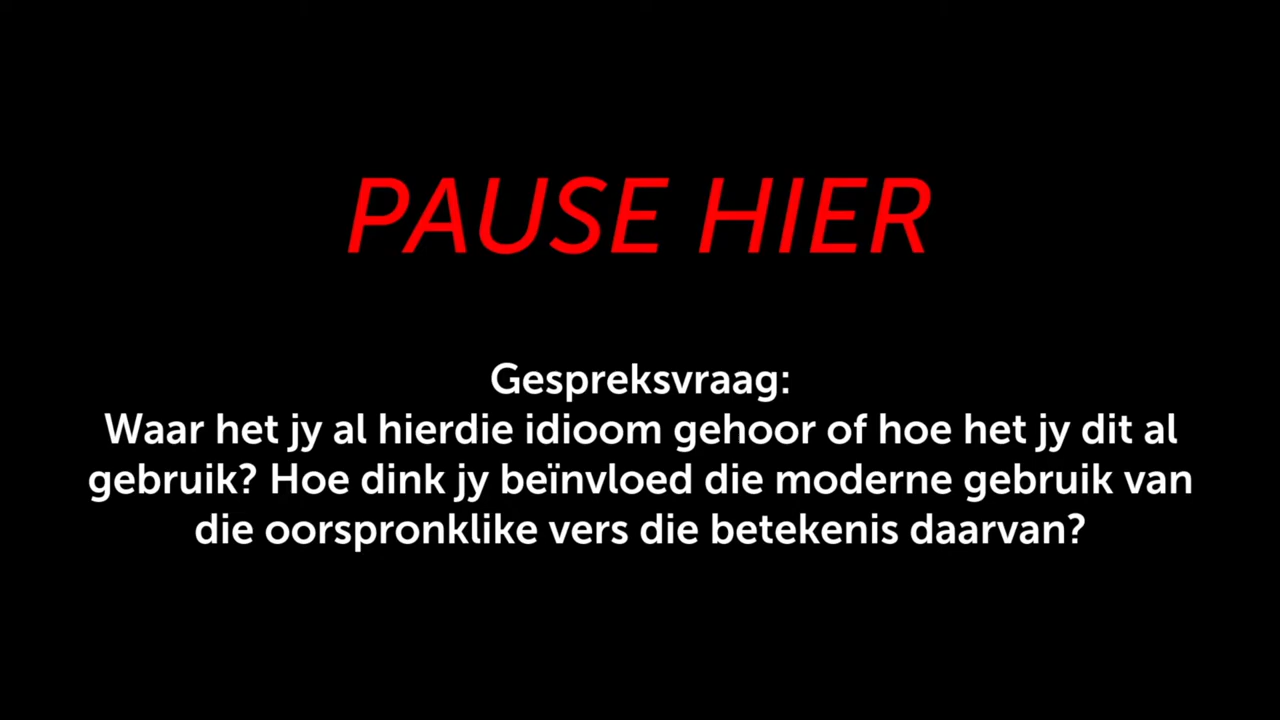 PAUSE HIER
Gespreksvraag:
Waar het jy al hierdie idioom gehoor of hoe het jy dit al
gebruik? Hoe dink jy beïnvloed die moderne gebruik van
die oorspronklike vers die betekenis daarvan?